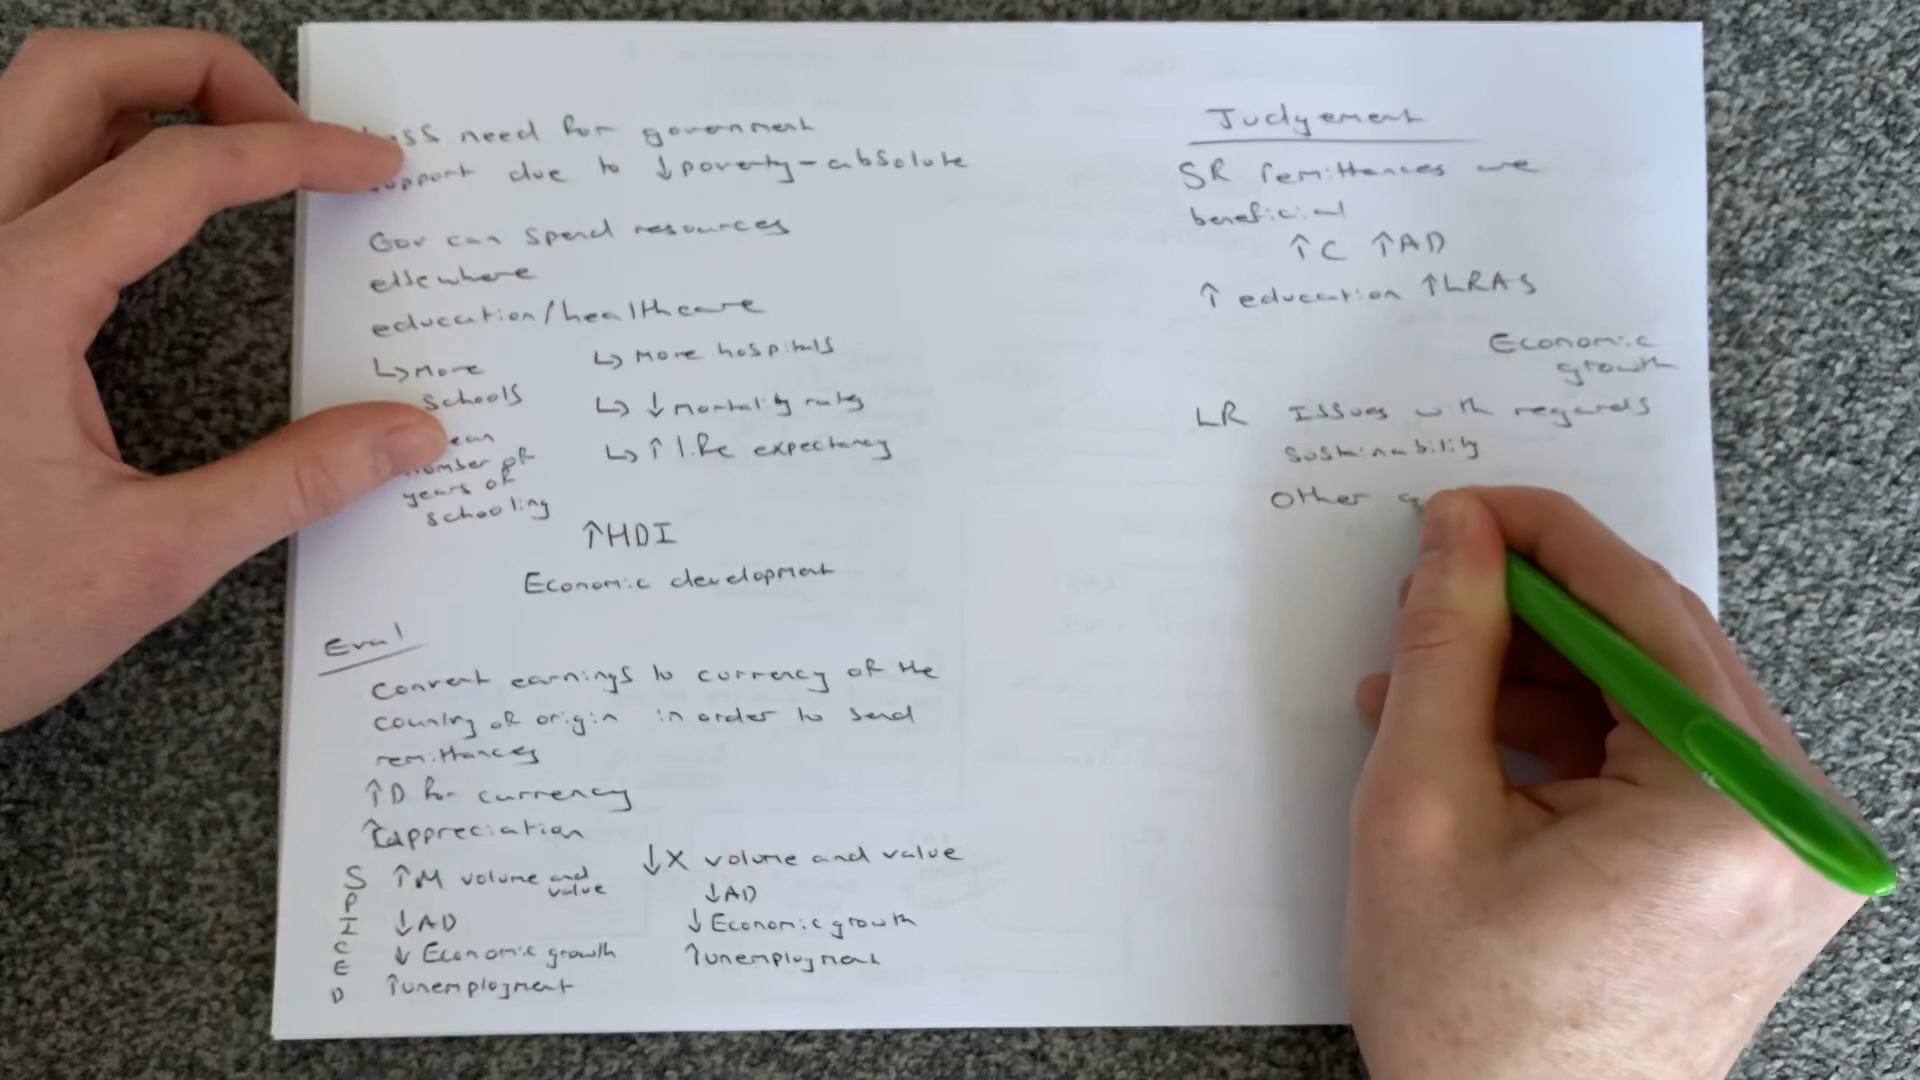 need for government
support due to ↓ poverty - absolute
Gov can spend resources
elsewhere
education/healthcare
↳ More
schools
number of
years of
schooling
↳ More hospitals
↳ ↓ mortality rates
↳ ↑ life expectancy
↑HDI
Economic development
Eval
Convert earnings to currency of the
country of origin in order to send
remittances
↑D for currency
↑appreciation
S
P
I
C
E
D
↑M volume and
value
↓AD
↓ Economic growth
↑unemployment
↓X volume and value
↓AD
↓ Economic growth
↑unemployment
Judgement
SR remittances are
beneficial
↑C ↑AD
↑ education ↑LRAS
Economic
growth
LR Issues with regards
sustainability
Other